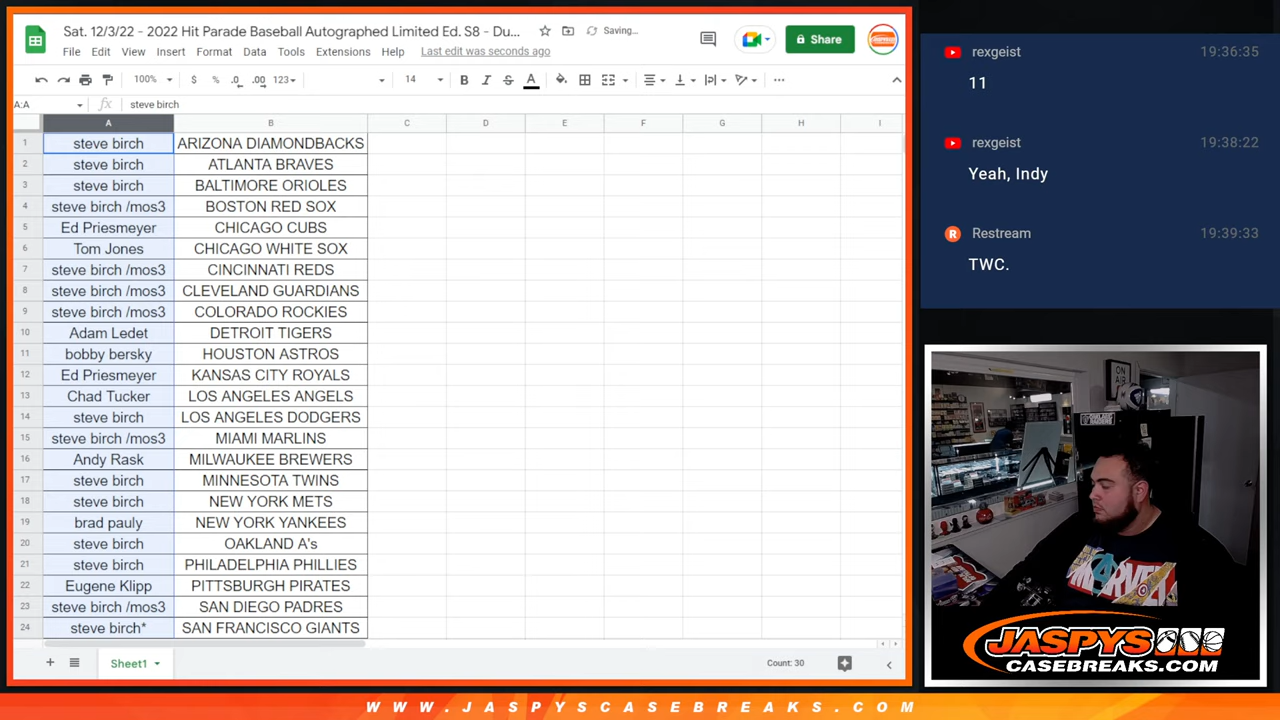 Sat. 12/3/22 - 2022 Hit Parade Baseball Autographed Limited Ed. S8 - Du...
Saving...
File Edit View Insert Format Data Tools Extensions Help Last edit was seconds ago
Share
100% $ % .0 .00 123 14 B I S A
A:A fx steve birch
A B C D E F G H I
1 steve birch ARIZONA DIAMONDBACKS
2 steve birch ATLANTA BRAVES
3 steve birch BALTIMORE ORIOLES
4 steve birch /mos3 BOSTON RED SOX
5 Ed Priesmeyer CHICAGO CUBS
6 Tom Jones CHICAGO WHITE SOX
7 steve birch /mos3 CINCINNATI REDS
8 steve birch /mos3 CLEVELAND GUARDIANS
9 steve birch /mos3 COLORADO ROCKIES
10 Adam Ledet DETROIT TIGERS
11 bobby bersky HOUSTON ASTROS
12 Ed Priesmeyer KANSAS CITY ROYALS
13 Chad Tucker LOS ANGELES ANGELS
14 steve birch LOS ANGELES DODGERS
15 steve birch /mos3 MIAMI MARLINS
16 Andy Rask MILWAUKEE BREWERS
17 steve birch MINNESOTA TWINS
18 steve birch NEW YORK METS
19 brad pauly NEW YORK YANKEES
20 steve birch OAKLAND A's
21 steve birch PHILADELPHIA PHILLIES
22 Eugene Klipp PITTSBURGH PIRATES
23 steve birch /mos3 SAN DIEGO PADRES
24 steve birch* SAN FRANCISCO GIANTS
Sheet1
Count: 30
rexgeist 19:36:35
11
rexgeist 19:38:22
Yeah, Indy
Restream 19:39:33
TWC.
ON
AIR
MARVEL
JASPYS
CASEBREAKS.COM
WWW.JASPYSCASEBREAKS.COM